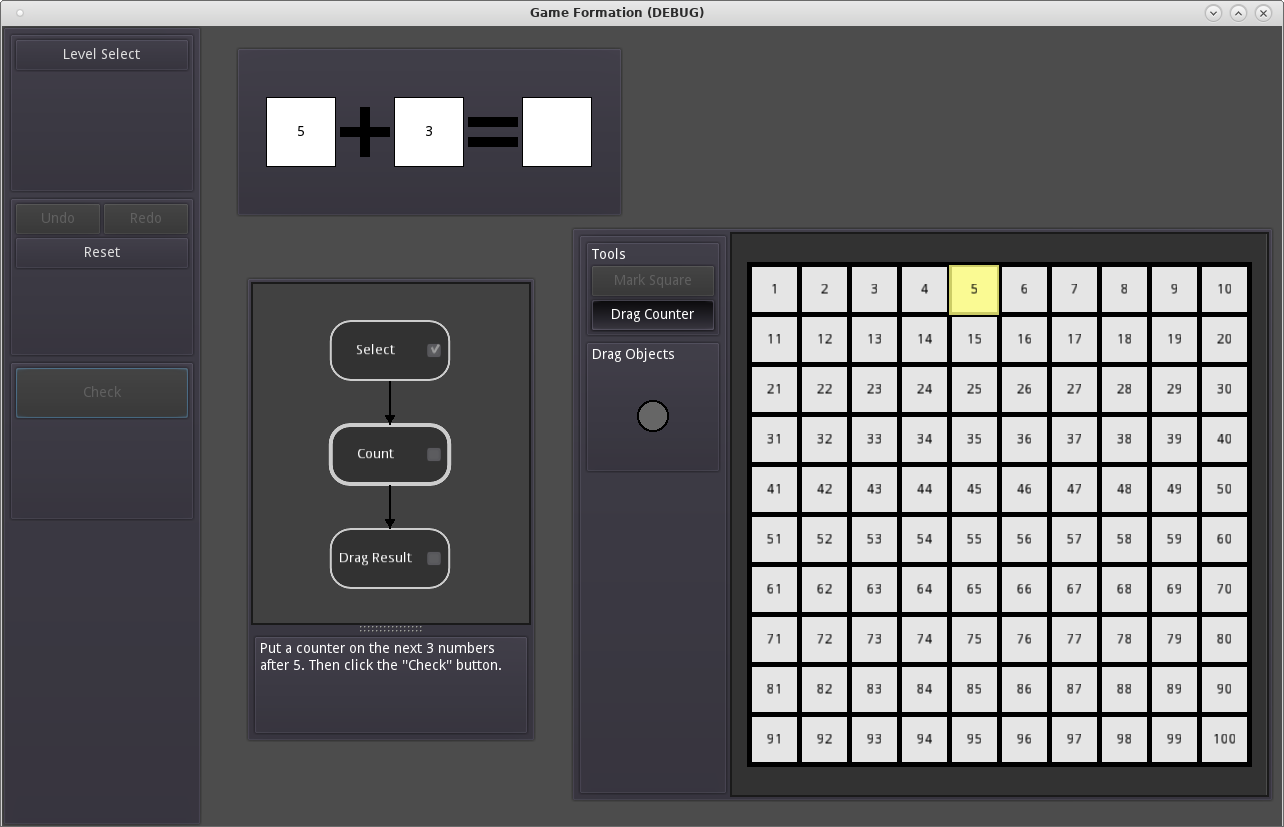 Game Formation (DEBUG)
Level Select
Undo Redo
Reset
Check
5 + 3 =
Select
Count
Drag Result
Put a counter on the next 3 numbers
after 5. Then click the "Check" button.
Tools
Mark Square
Drag Counter
Drag Objects
1 2 3 4 5 6 7 8 9 10
11 12 13 14 15 16 17 18 19 20
21 22 23 24 25 26 27 28 29 30
31 32 33 34 35 36 37 38 39 40
41 42 43 44 45 46 47 48 49 50
51 52 53 54 55 56 57 58 59 60
61 62 63 64 65 66 67 68 69 70
71 72 73 74 75 76 77 78 79 80
81 82 83 84 85 86 87 88 89 90
91 92 93 94 95 96 97 98 99 100